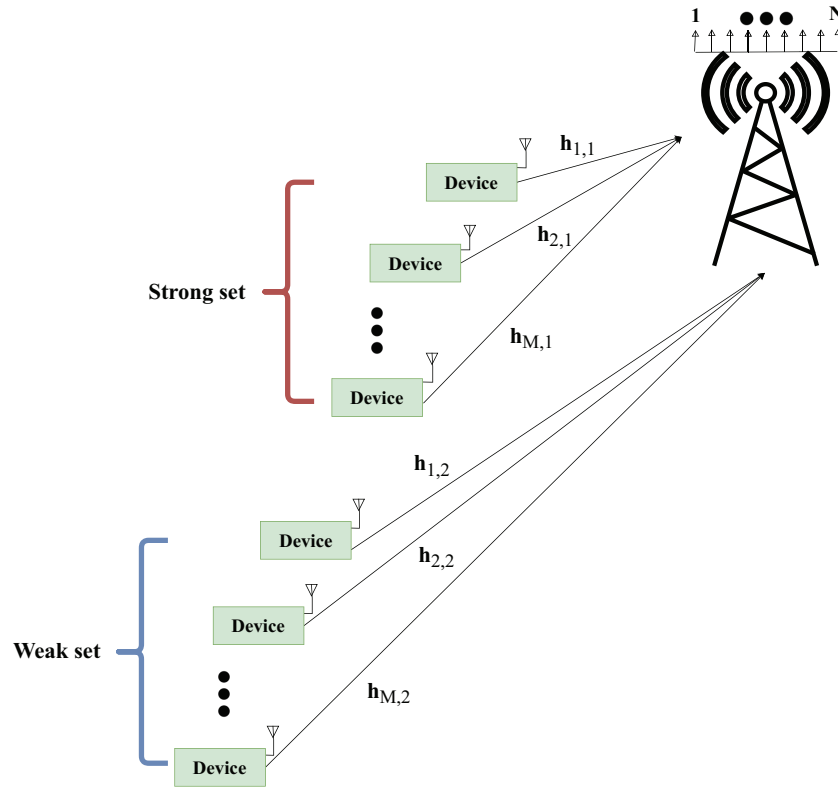 1
N
h1,1
Device
h2,1
Device
Strong set
hM,1
Device
h1,2
Device
h2,2
Device
Weak set
hM,2
Device